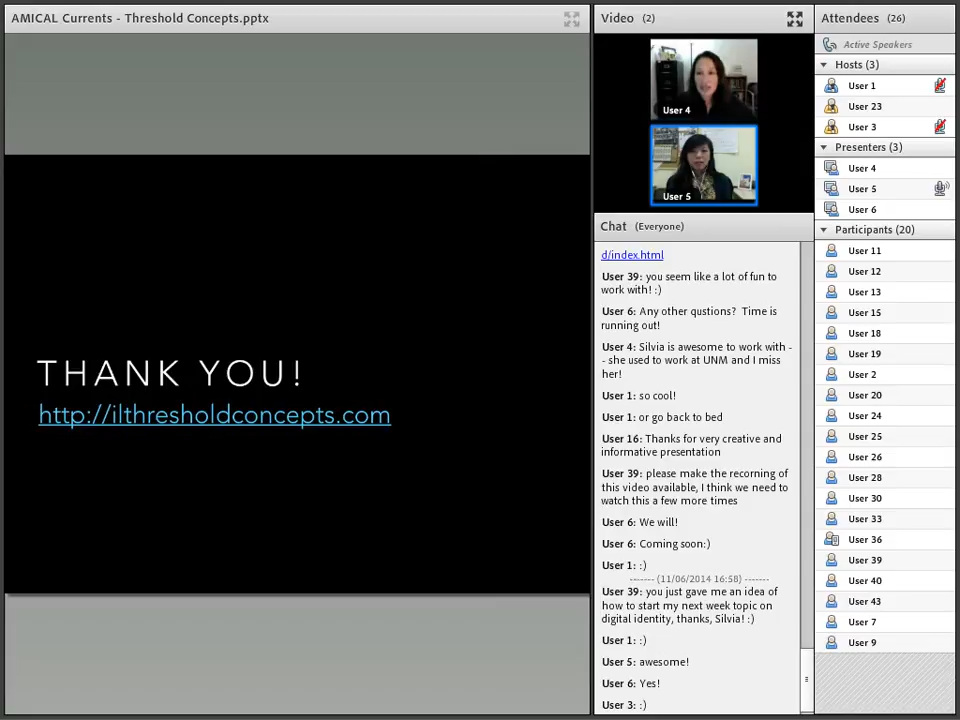 AMICAL Currents - Threshold Concepts.pptx
THANK YOU!
http://ilthresholdconcepts.com
Video (2)
User 4
User 5
Chat (Everyone)
d/index.html
User 39: you seem like a lot of fun to
work with! :)
User 6: Any other qustions? Time is
running out!
User 4: Silvia is awesome to work with -
- she used to work at UNM and I miss
her!
User 1: so cool!
User 1: or go back to bed
User 16: Thanks for very creative and
informative presentation
User 39: please make the recorning of
this video available, I think we need to
watch this a few more times
User 6: We will!
User 6: Coming soon:)
User 1: :)
------- (11/06/2014 16:58) -------
User 39: you just gave me an idea of
how to start my next week topic on
digital identity, thanks, Silvia! :)
User 1: :)
User 5: awesome!
User 6: Yes!
User 3: :)
Attendees (26)
Active Speakers
Hosts (3)
User 1
User 23
User 3
Presenters (3)
User 4
User 5
User 6
Participants (20)
User 11
User 12
User 13
User 15
User 18
User 19
User 2
User 20
User 24
User 25
User 26
User 28
User 30
User 33
User 36
User 39
User 40
User 43
User 7
User 9